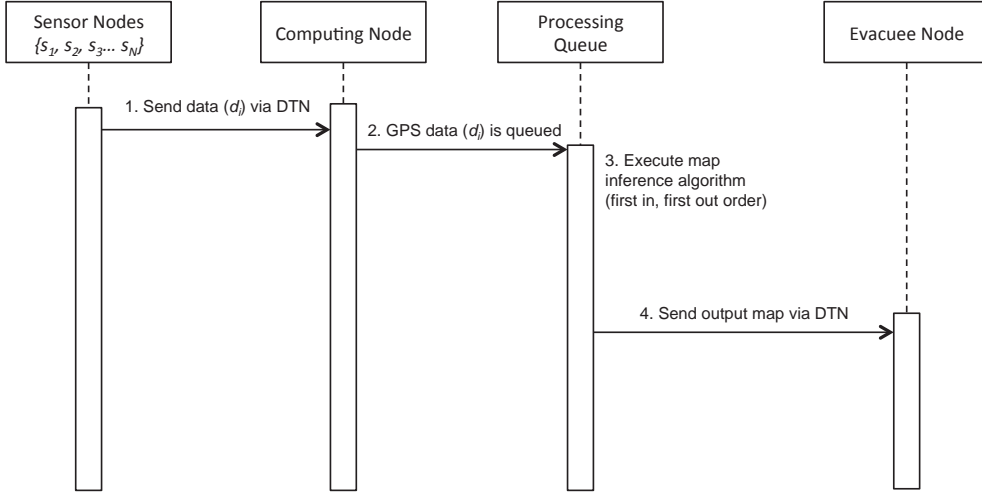 Sensor Nodes
{s1, s2, s3... sN}
Computing Node
Processing
Queue
Evacuee Node
1. Send data (di) via DTN
2. GPS data (di) is queued
3. Execute map
inference algorithm
(first in, first out order)
4. Send output map via DTN